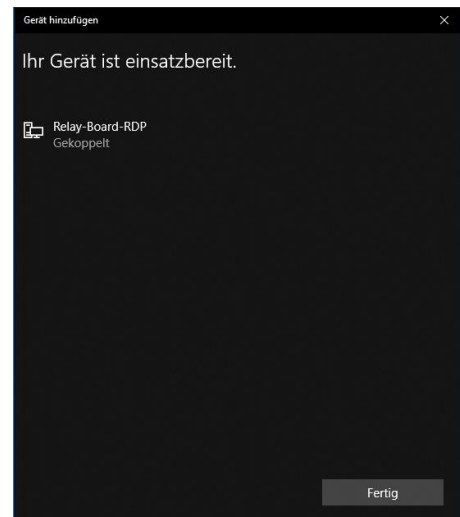 Gerät hinzufügen
Ihr Gerät ist einsatzbereit.
Relay-Board-RDP
Gekoppelt
Fertig